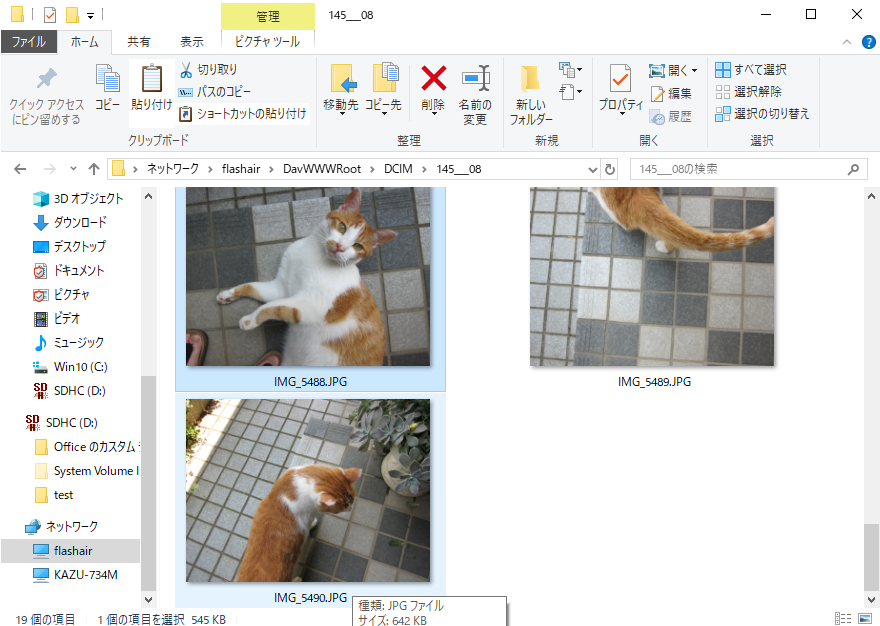 管理
145___08
ファイル
ホーム
共有
表示
ピクチャ ツール
クイック アクセス
にピン留めする
コピー
貼り付け
切り取り
パスのコピー
ショートカットの貼り付け
クリップボード
移動先
コピー先
削除
名前の
変更
整理
新しい
フォルダー
新規
プロパティ
開く
編集
履歴
開く
すべて選択
選択解除
選択の切り替え
選択
ネットワーク
flashair
DavWWWRoot
DCIM
145___08
145___08の検索
3D オブジェクト
ダウンロード
デスクトップ
ドキュメント
ピクチャ
ビデオ
ミュージック
Win10 (C:)
SDHC (D:)
SDHC (D:)
Office のカスタム
System Volume I
test
ネットワーク
flashair
KAZU-734M
IMG_5488.JPG
IMG_5489.JPG
IMG_5490.JPG
種類: JPG ファイル
サイズ: 642 KB
19 個の項目
1 個の項目を選択 545 KB